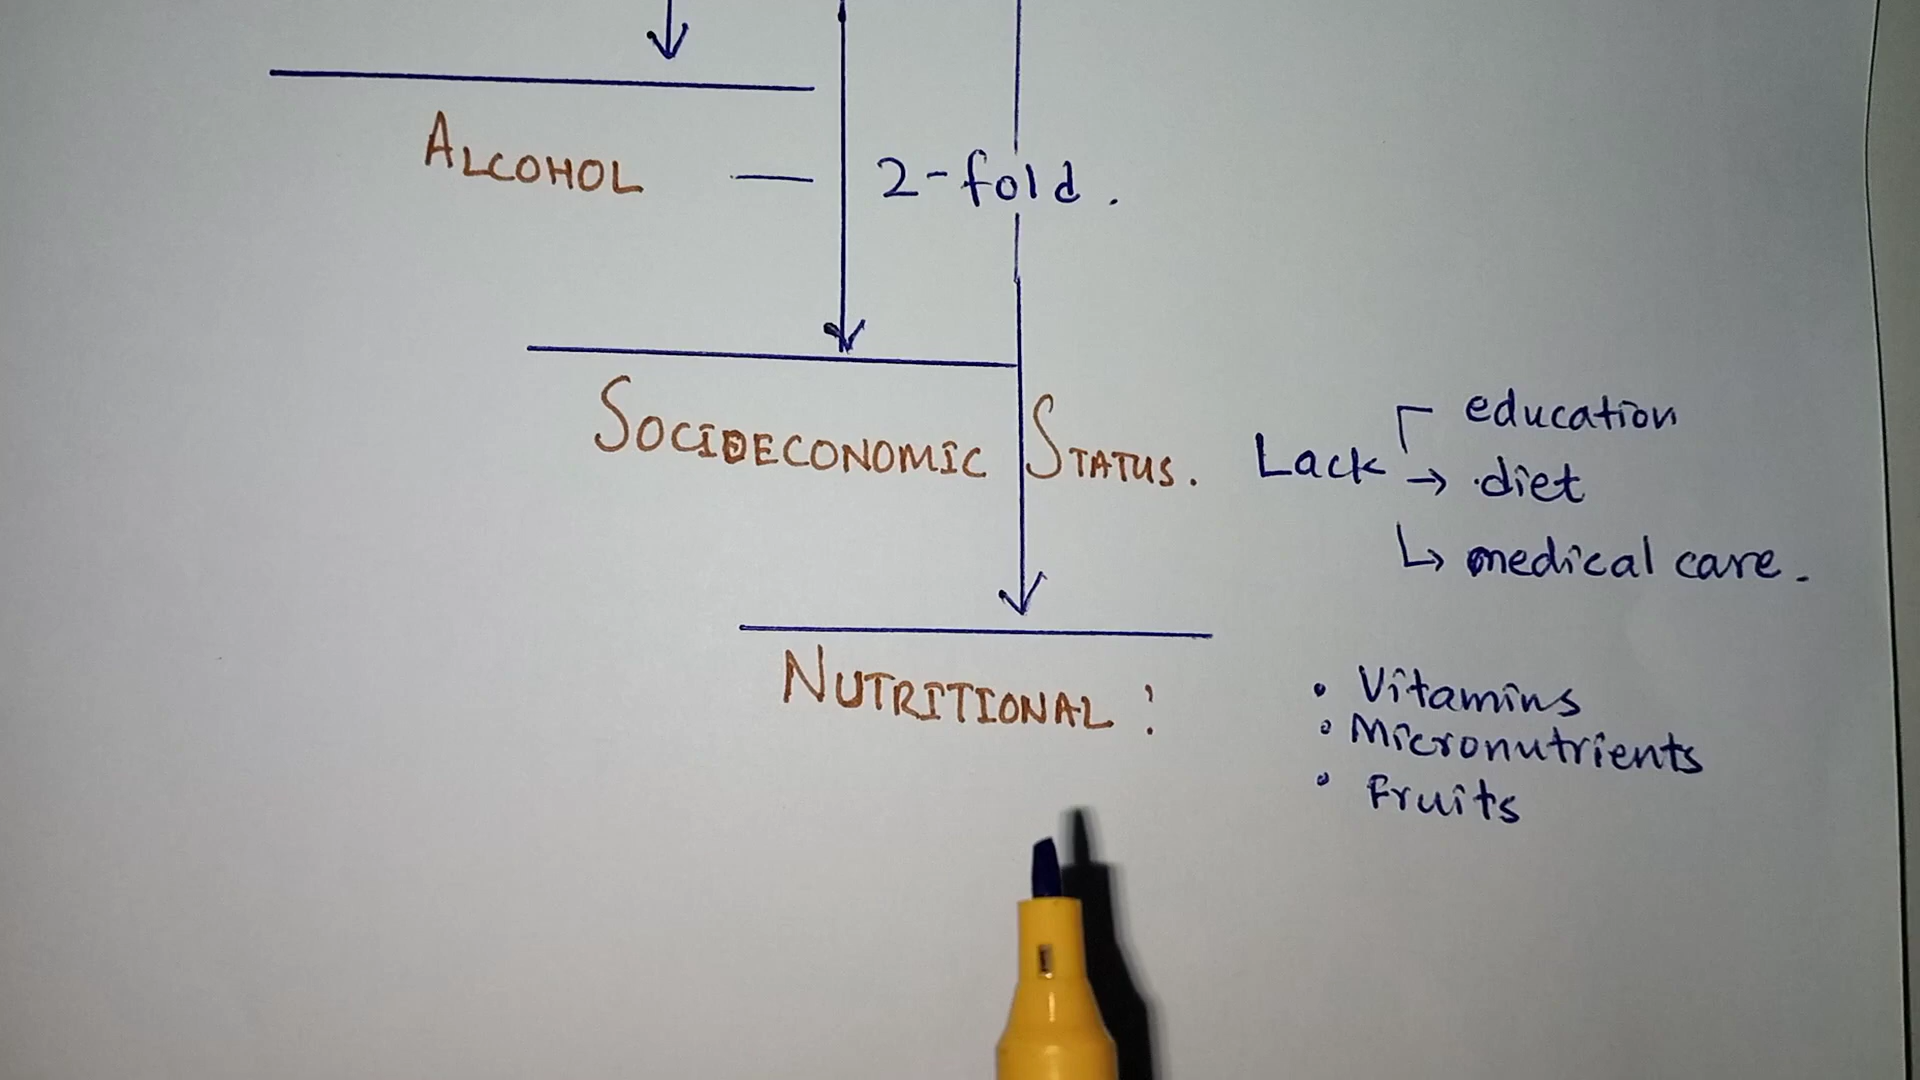 ALCOHOL — 2-fold.
SOCIOECONOMIC STATUS.
Lack
education
→ diet
↳ medical care.
NUTRITIONAL :
• Vitamins
• Micronutrients
• Fruits